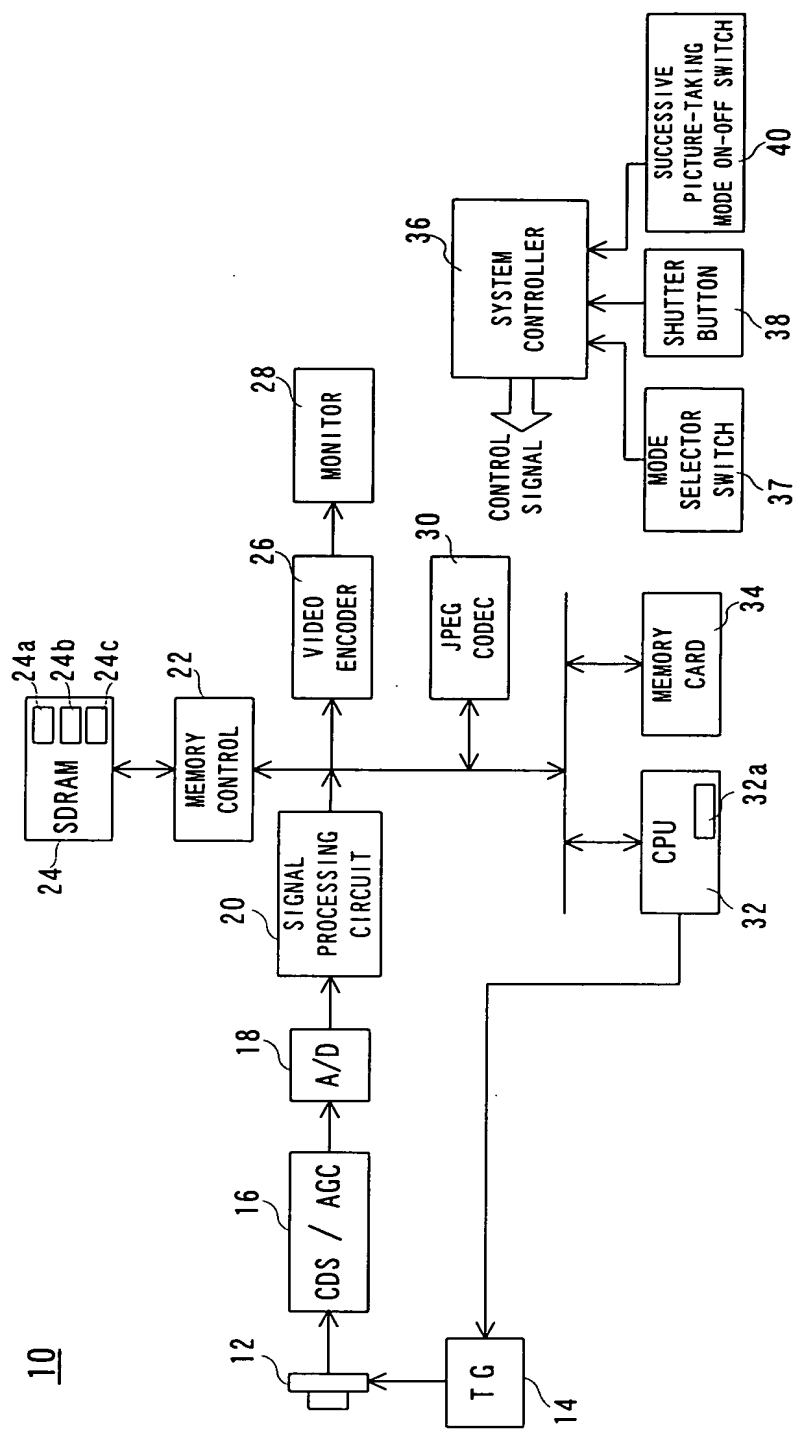 10
24a
24b
24c
SDRAM
24
22
MEMORY
CONTROL
26
VIDEO
ENCODER
28
MONITOR
20
SIGNAL
PROCESSING
CIRCUIT
18
A/D
16
CDS / AGC
12
30
JPEG
CODEC
TG
14
CPU
32a
32
MEMORY
CARD
34
36
SYSTEM
CONTROLLER
CONTROL
SIGNAL
MODE
SELECTOR
SWITCH
37
SHUTTER
BUTTON
38
SUCCESSIVE
PICTURE-TAKING
MODE ON-OFF SWITCH
40